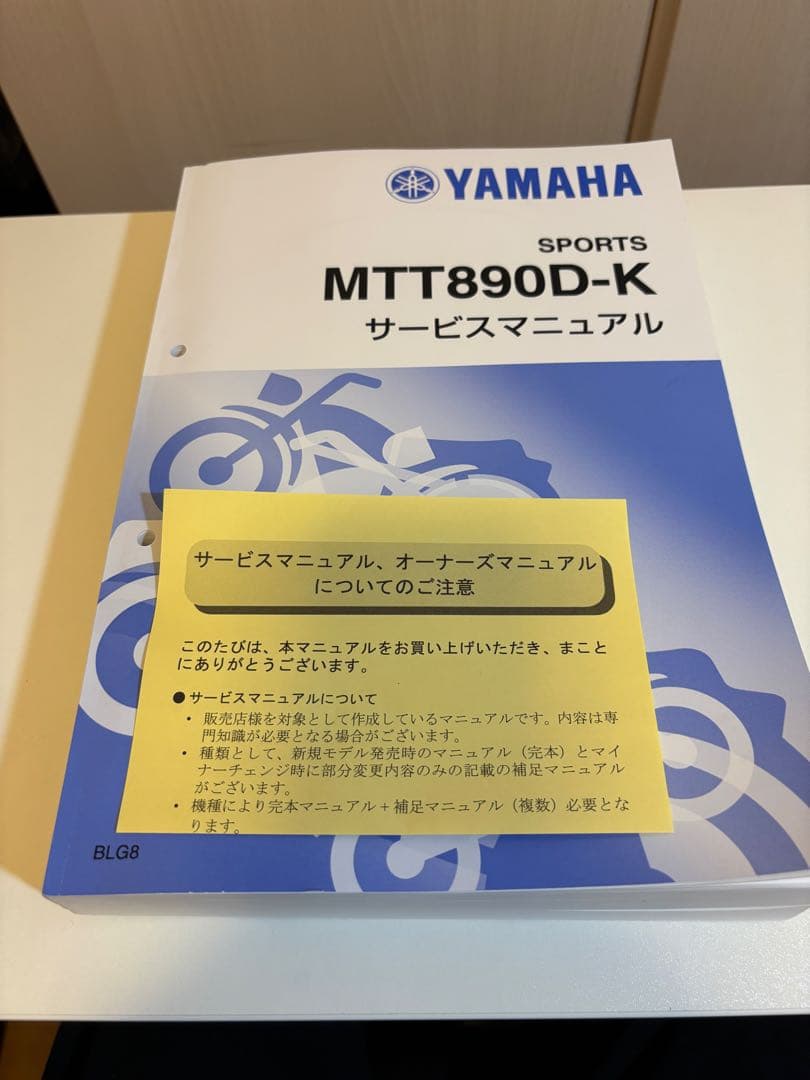 YAMAHA
SPORTS
MTT890D-K
サービスマニュアル
サービスマニュアル、オーナーズマニュアル
についてのご注意
このたびは、本マニュアルをお買い上げいただき、まこと
にありがとうございます。
●サービスマニュアルについて
・ 販売店様を対象として作成しているマニュアルです。内容は専
門知識が必要となる場合がございます。
・ 種類として、新規モデル発売時のマニュアル（完本）とマイ
ナーチェンジ時に部分変更内容のみの記載の補足マニュアル
がございます。
・ 機種により完本マニュアル＋補足マニュアル（複数）必要とな
ります。
BLG8